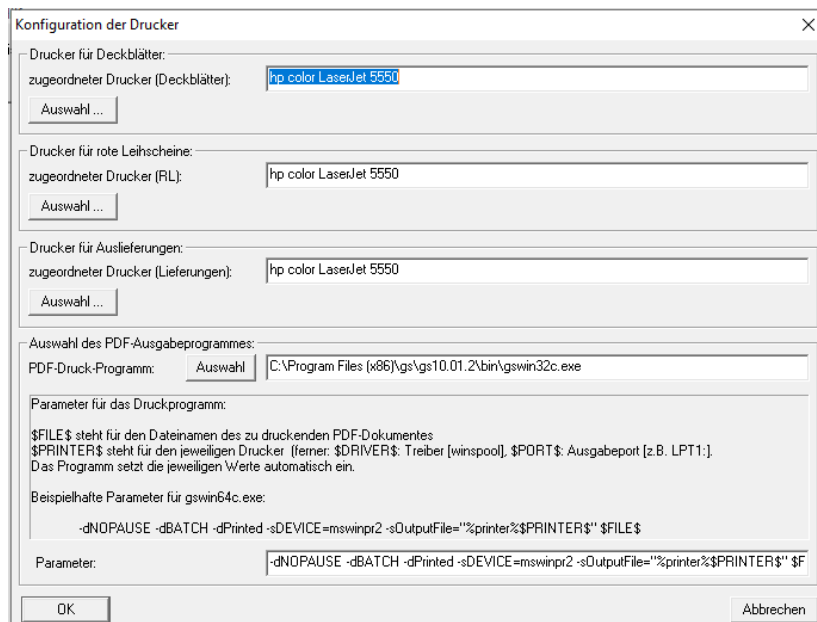 Konfiguration der Drucker
Drucker für Deckblätter:
zugeordneter Drucker (Deckblätter): hp color LaserJet 5550
Auswahl ...
Drucker für rote Leihscheine:
zugeordneter Drucker (RL): hp color LaserJet 5550
Auswahl ...
Drucker für Auslieferungen:
zugeordneter Drucker (Lieferungen): hp color LaserJet 5550
Auswahl ...
Auswahl des PDF-Ausgabeprogrammes:
PDF-Druck-Programm: Auswahl C:\Program Files (x86)\gs\gs10.01.2\bin\gswin32c.exe
Parameter für das Druckprogramm:
$FILE$ steht für den Dateinamen des zu druckenden PDF-Dokumentes
$PRINTER$ steht für den jeweiligen Drucker (ferner: $DRIVER$: Treiber [winspool], $PORT$: Ausgabeport [z.B. LPT1:].
Das Programm setzt die jeweiligen Werte automatisch ein.
Beispielhafte Parameter für gswin64c.exe:
-dNOPAUSE -dBATCH -dPrinted -sDEVICE=mswinpr2 -sOutputFile="%printer%$PRINTER$" $FILE$
Parameter: -dNOPAUSE -dBATCH -dPrinted -sDEVICE=mswinpr2 -sOutputFile="%printer%$PRINTER$" $F
OK Abbrechen